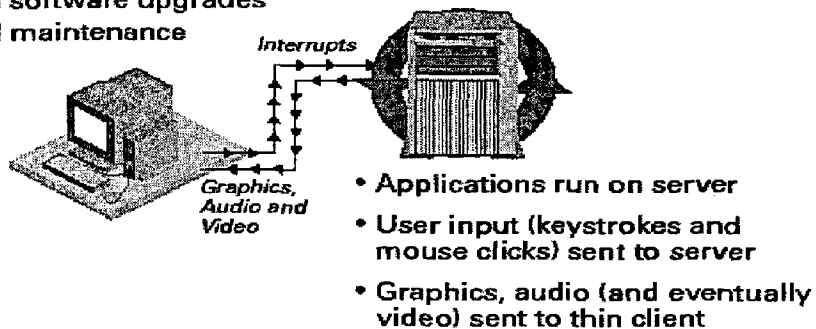 software upgrades
maintenance
Interrupts
Graphics,
Audio and
Video
• Applications run on server
• User input (keystrokes and
mouse clicks) sent to server
• Graphics, audio (and eventually
video) sent to thin client